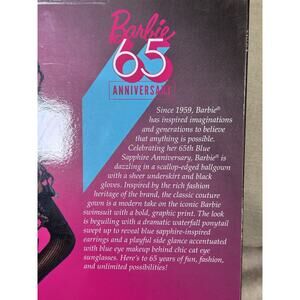 Barbie®
65
ANNIVERSARY
Since 1959, Barbie®
has inspired imaginations
and generations to believe
that anything is possible.
Celebrating her 65th Blue
Sapphire Anniversary, Barbie® is
dazzling in a scallop-edged ballgown
with a sheer underskirt and black
gloves. Inspired by the rich fashion
heritage of the brand, the classic couture
gown is a modern take on the iconic Barbie
swimsuit with a bold, graphic print. The look
is beguiling with a dramatic waterfall ponytail
swept up to reveal blue sapphire-inspired
earrings and a playful side glance accentuated
with blue eye makeup behind chic cat eye
sunglasses. Here's to 65 years of fun, fashion,
and unlimited possibilities!